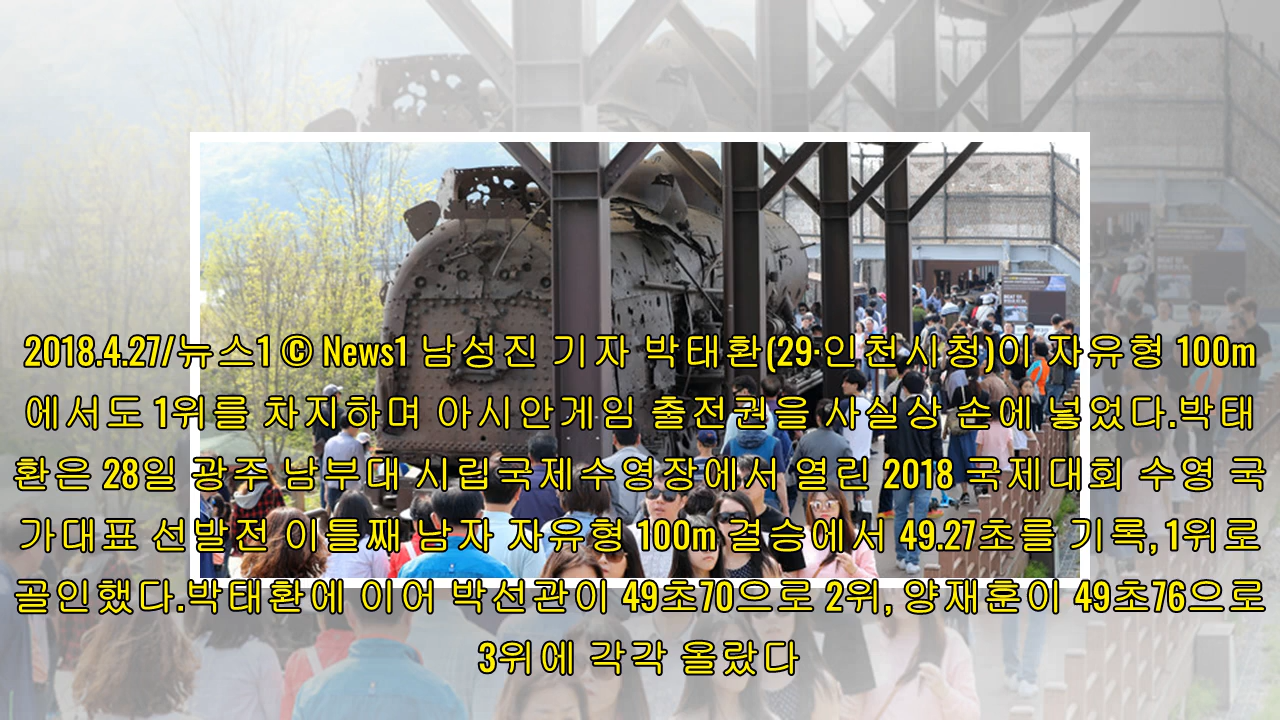 2018.4.27/뉴스1 © News1 남성진 기자 박태환(29·인천시청)이 자유형 100m
에서도 1위를 차지하며 아시안게임 출전권을 사실상 손에 넣었다.박태
환은 28일 광주 남부대 시립국제수영장에서 열린 2018 국제대회 수영 국
가대표 선발전 이틀째 남자 자유형 100m 결승에서 49.27초를 기록, 1위로
골인했다.박태환에 이어 박선관이 49초70으로 2위, 양재훈이 49초76으로
3위에 각각 올랐다